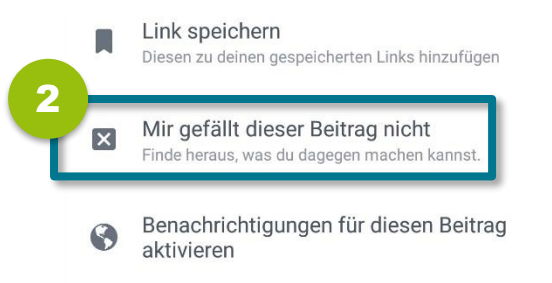 Link speichern
Diesen zu deinen gespeicherten Links hinzufügen
2
Mir gefällt dieser Beitrag nicht
Finde heraus, was du dagegen machen kannst.
Benachrichtigungen für diesen Beitrag
aktivieren